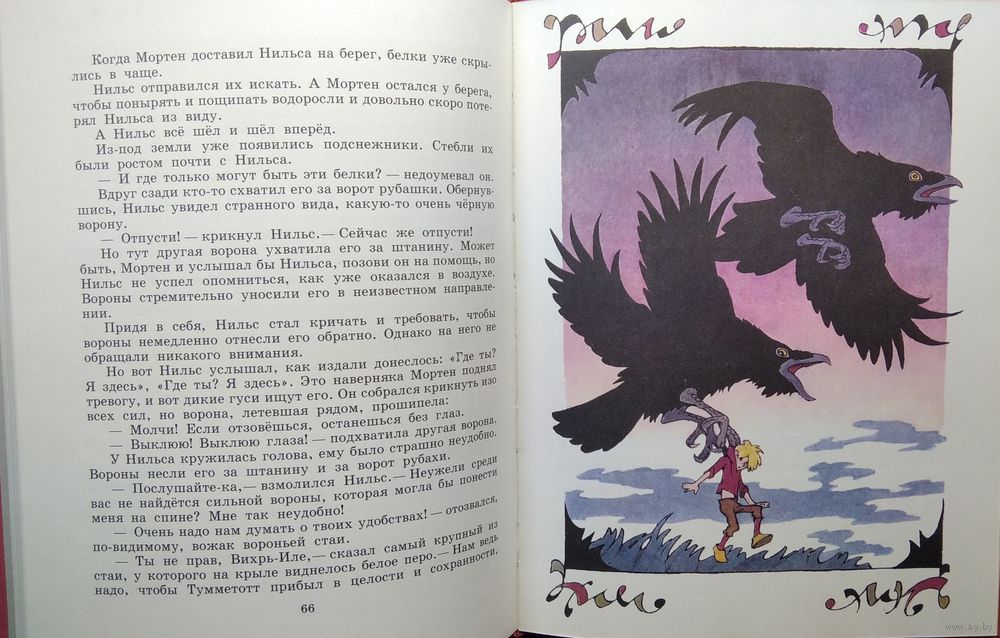 Когда Мортен доставил Нильса на берег, белки уже скры-
лись в чаще.
Нильс отправился их искать. А Мортен остался у берега,
чтобы понырять и пощипать водоросли и довольно скоро поте-
рял Нильса из виду.
А Нильс всё шёл и шёл вперёд.
Из-под земли уже появились подснежники. Стебли их
были ростом почти с Нильса.
— И где только могут быть эти белки? — недоумевал он.
Вдруг сзади кто-то схватил его за ворот рубашки. Обернув-
шись, Нильс увидел странного вида, какую-то очень чёрную
ворону.
— Отпусти! — крикнул Нильс.— Сейчас же отпусти!
Но тут другая ворона ухватила его за штанину. Может
быть, Мортен и услышал бы Нильса, позови он на помощь, но
Нильс не успел опомниться, как уже оказался в воздухе.
Вороны стремительно уносили его в неизвестном направле-
нии.
Придя в себя, Нильс стал кричать и требовать, чтобы
вороны немедленно отнесли его обратно. Однако на него не
обращали никакого внимания.
Но вот Нильс услышал, как издали донеслось: «Где ты?
Я здесь», «Где ты? Я здесь». Это наверняка Мортен поднял
тревогу, и вот дикие гуси ищут его. Он собрался крикнуть изо
всех сил, но ворона, летевшая рядом, прошипела:
— Молчи! Если отзовёшься, останешься без глаз.
— Выклюю! Выклюю глаза! — подхватила другая ворона.
У Нильса кружилась голова, ему было страшно неудобно.
Вороны несли его за штанину и за ворот рубахи.
— Послушайте-ка,— взмолился Нильс.— Неужели среди
вас не найдётся сильной вороны, которая могла бы понести
меня на спине? Мне так неудобно!
— Очень надо нам думать о твоих удобствах! — отозвался,
по-видимому, вожак вороньей стаи.
— Ты не прав, Вихрь-Иле,— сказал самый крупный из
стаи, у которого на крыле виднелось белое перо.— Нам ведь
надо, чтобы Тумметотт прибыл в целости и сохранности,
66
www.ay.by